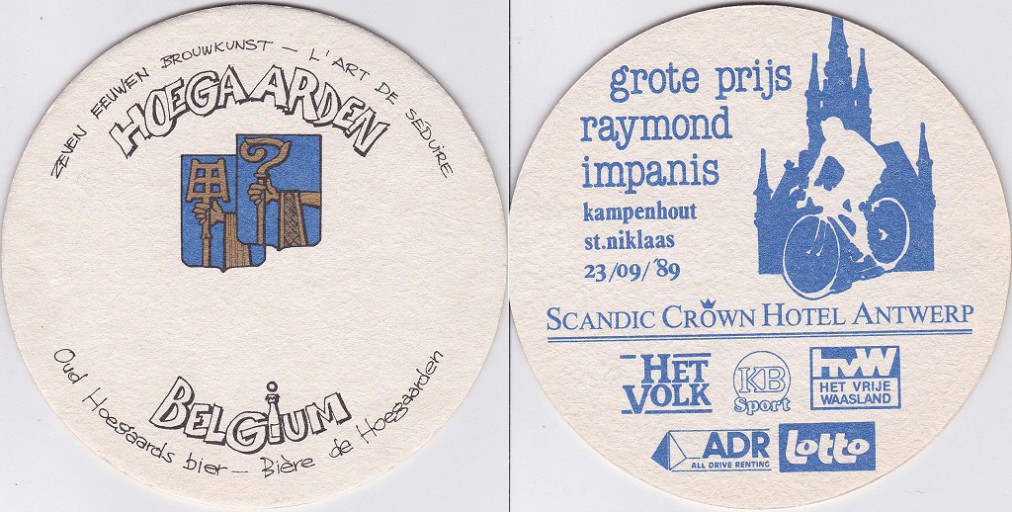 ZEVEN EEUWEN BROUWKUNST – L'ART DE SÉDUIRE
HOEGAARDEN
BELGIUM
Oud Hoegaards bier – Bière de Hoegaarden
grote prijs
raymond
impanis
kampenhout
st.niklaas
23/09/'89
SCANDIC CROWN HOTEL ANTWERP
HET
VOLK
KB
Sport
HVW
HET VRIJE
WAASLAND
ADR
ALL DRIVE RENTING
Lotto